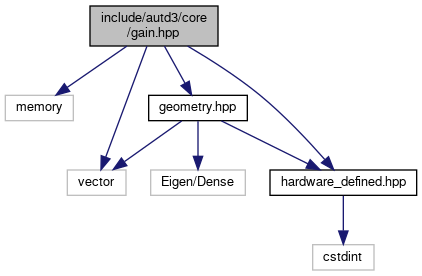 include/autd3/core
/gain.hpp
memory
geometry.hpp
vector
Eigen/Dense
hardware_defined.hpp
cstdint